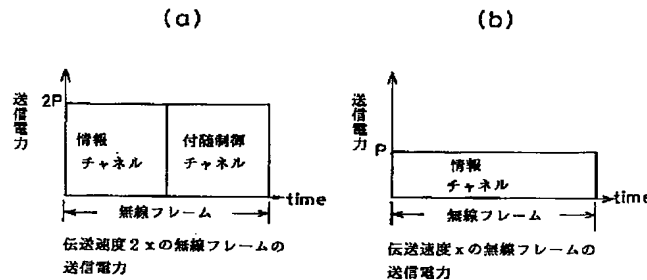 (a)
(b)
送信電力
2P
情報
チャネル
付随制御
チャネル
time
無線フレーム
伝送速度2xの無線フレームの
送信電力
送信電力
P
情報
チャネル
time
無線フレーム
伝送速度xの無線フレームの
送信電力